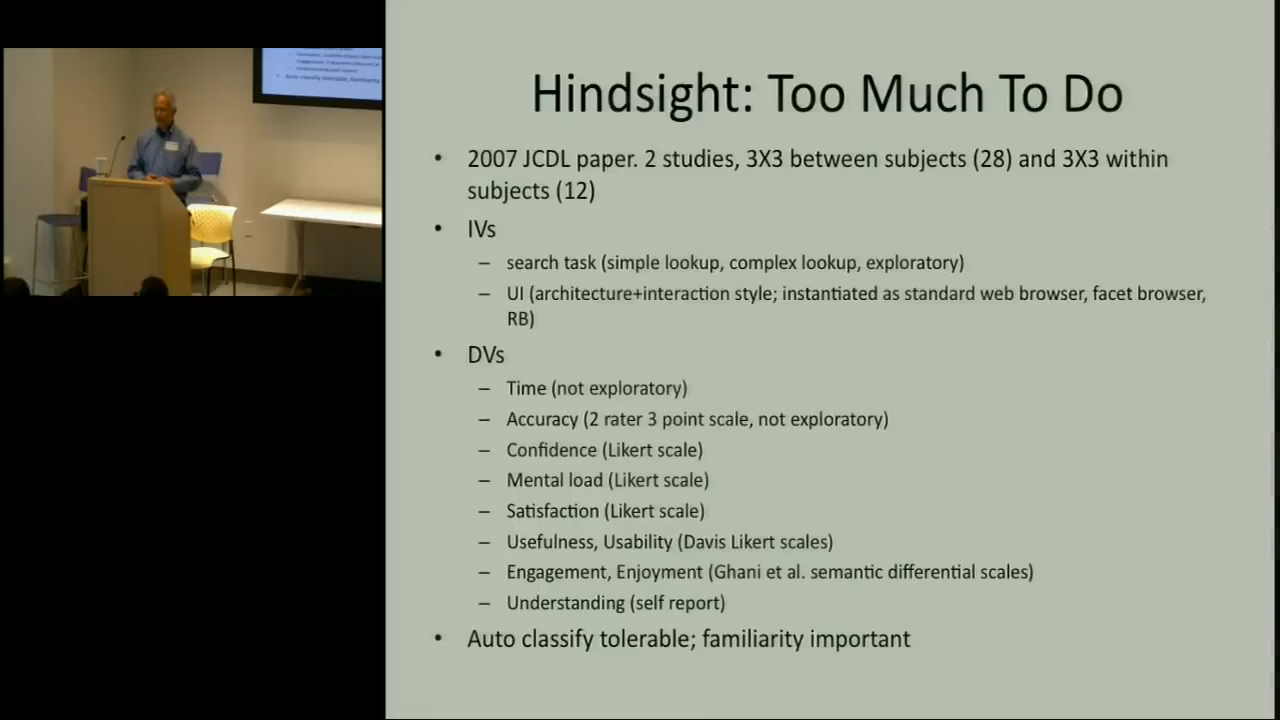 Hindsight: Too Much To Do
• 2007 JCDL paper. 2 studies, 3X3 between subjects (28) and 3X3 within
subjects (12)
• IVs
– search task (simple lookup, complex lookup, exploratory)
– UI (architecture+interaction style; instantiated as standard web browser, facet browser,
RB)
• DVs
– Time (not exploratory)
– Accuracy (2 rater 3 point scale, not exploratory)
– Confidence (Likert scale)
– Mental load (Likert scale)
– Satisfaction (Likert scale)
– Usefulness, Usability (Davis Likert scales)
– Engagement, Enjoyment (Ghani et al. semantic differential scales)
– Understanding (self report)
• Auto classify tolerable; familiarity important